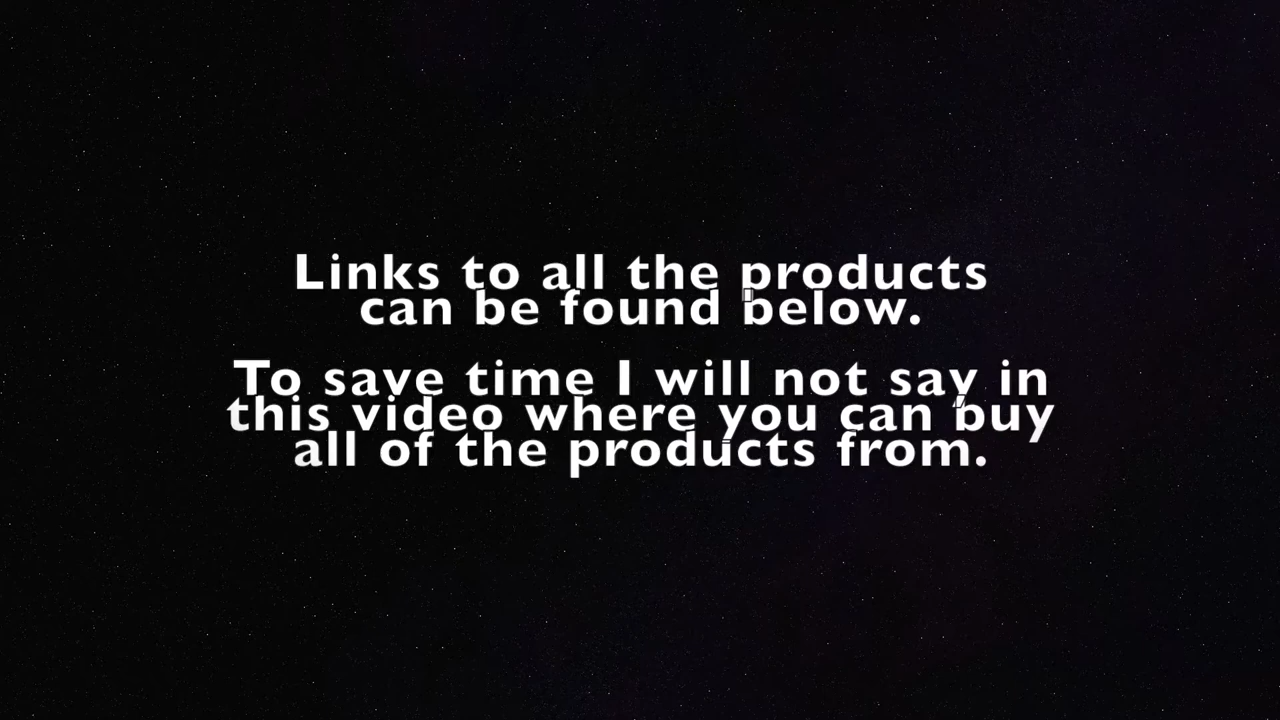 Links to all the products
can be found below.
To save time I will not say in
this video where you can buy
all of the products from.